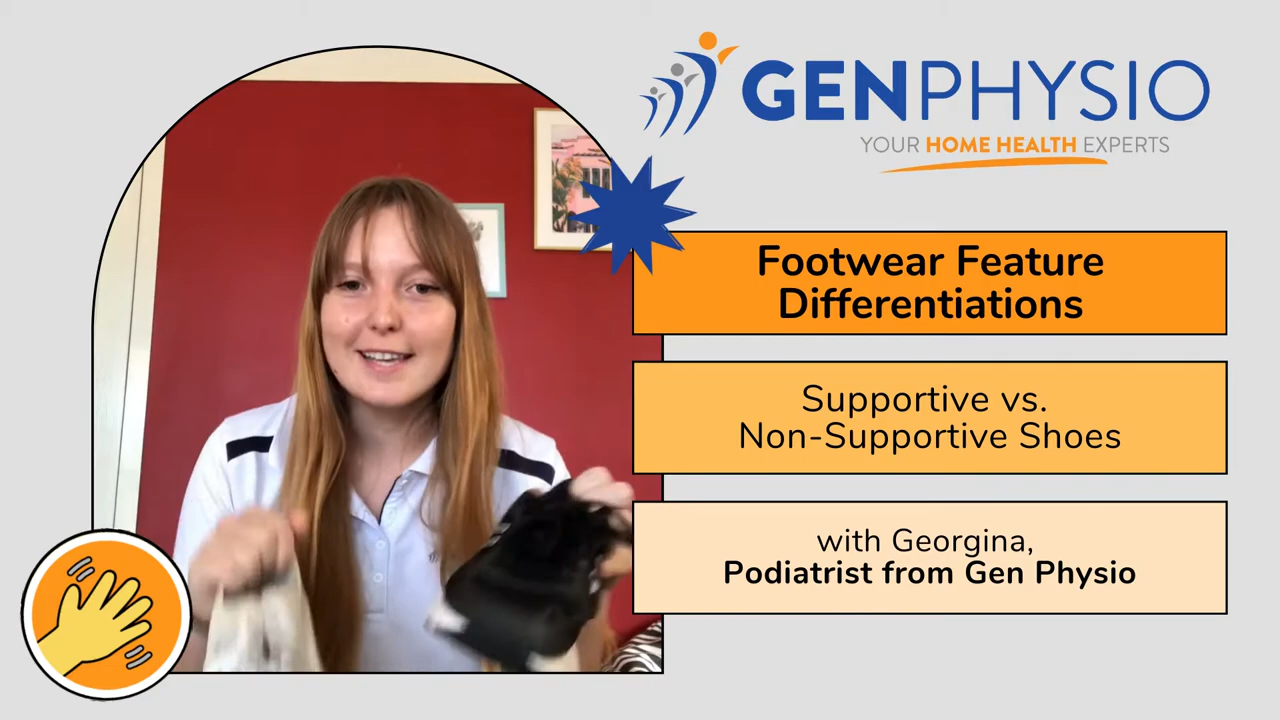 GENPHYSIO
YOUR HOME HEALTH EXPERTS
Footwear Feature
Differentiations
Supportive vs.
Non-Supportive Shoes
with Georgina,
Podiatrist from Gen Physio